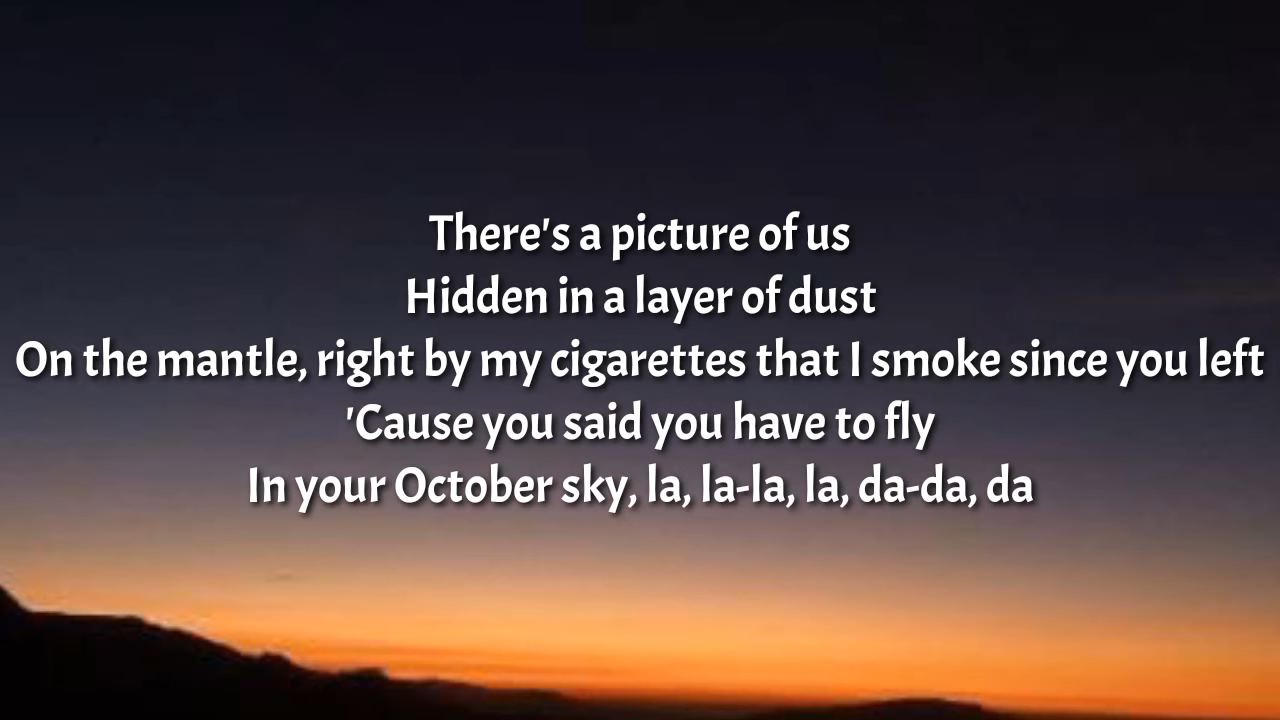 There's a picture of us
Hidden in a layer of dust
On the mantle, right by my cigarettes that I smoke since you left
'Cause you said you have to fly
In your October sky, la, la-la, la, da-da, da